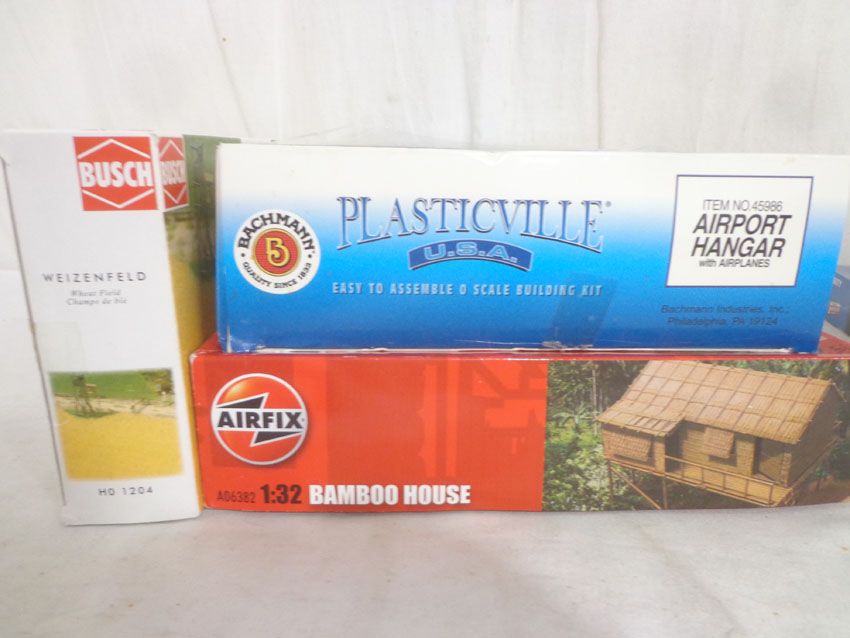 BUSCH
BUSCH
WEIZENFELD
Wheat Field
Champs de blé
HO 1204
BACHMANN
B
QUALITY SINCE 1833
PLASTICVILLE®
U.S.A.
EASY TO ASSEMBLE O SCALE BUILDING KIT
ITEM NO.45986
AIRPORT
HANGAR
with AIRPLANES
Bachmann Industries, Inc.,
Philadelphia, PA 19124
AIRFIX
A06382 1:32 BAMBOO HOUSE